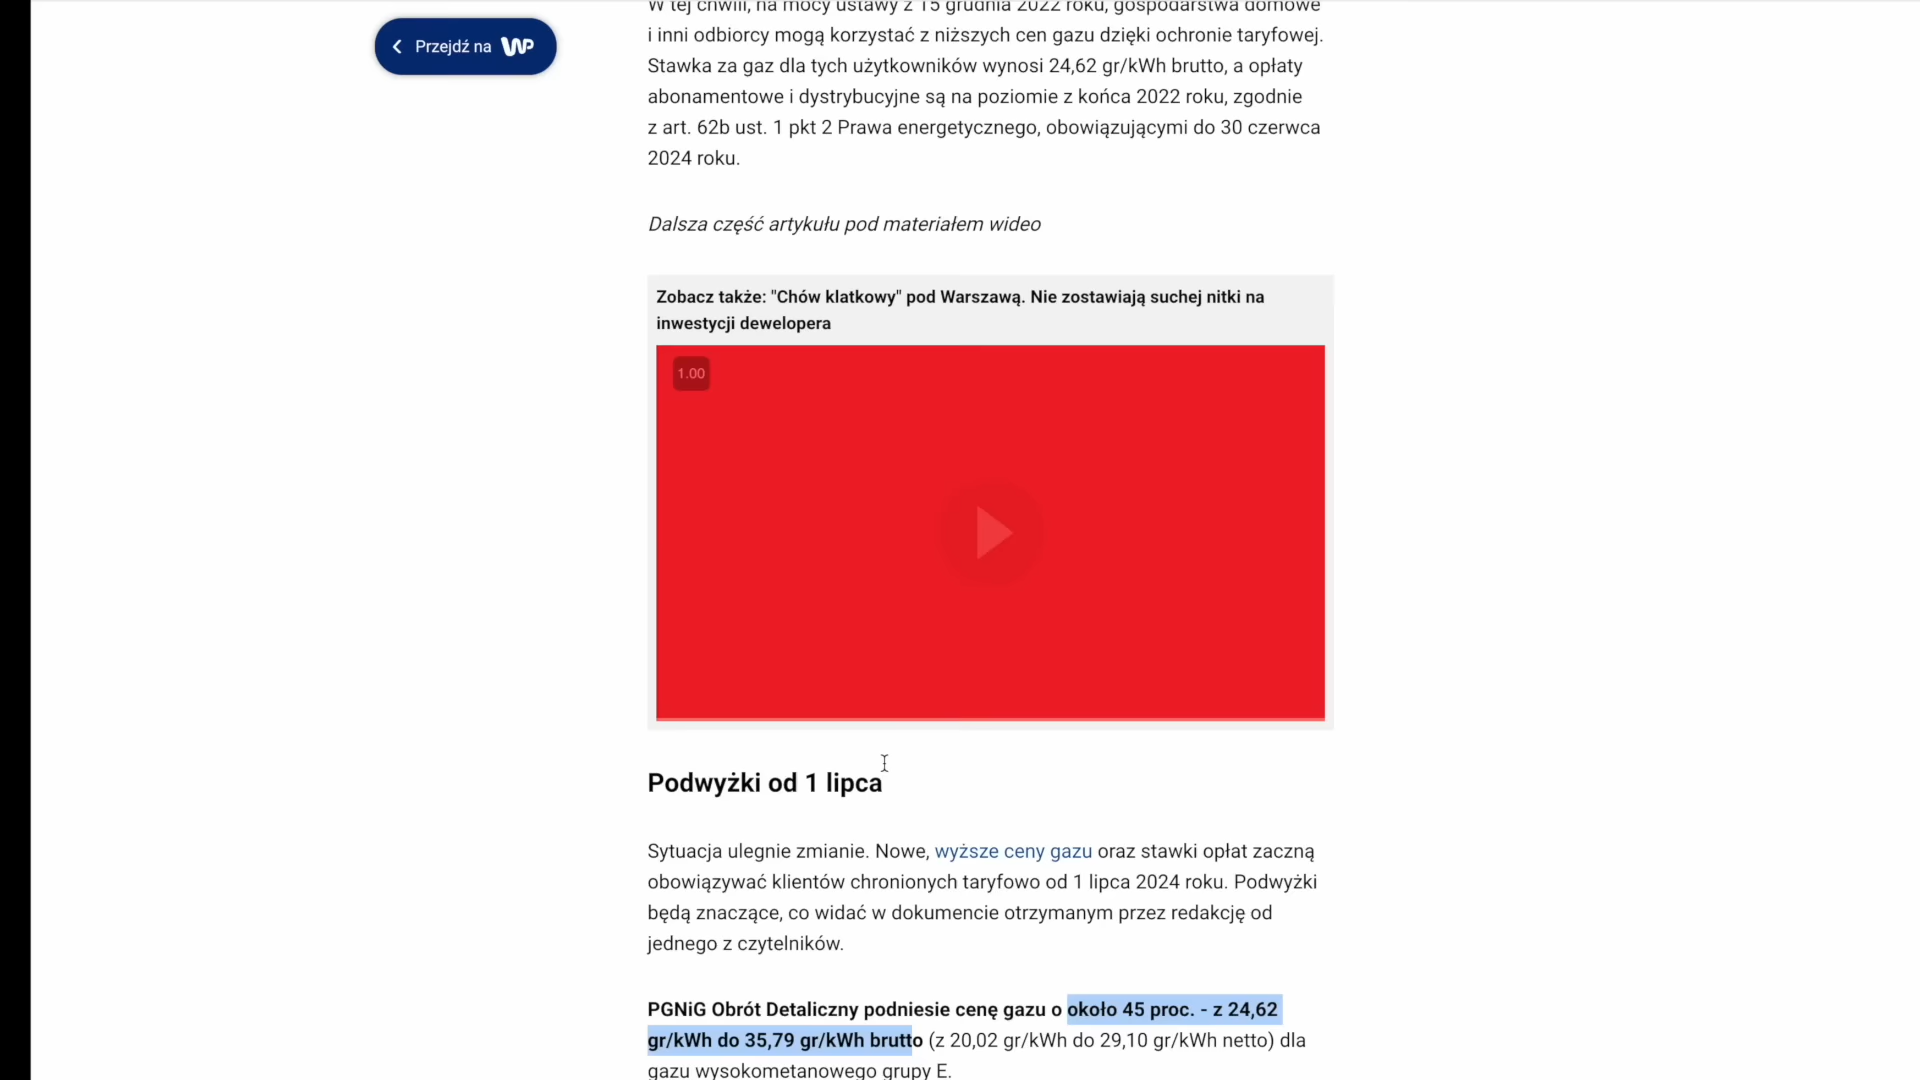 W tej chwili, na mocy ustawy z 15 grudnia 2022 roku, gospodarstwa domowe
i inni odbiorcy mogą korzystać z niższych cen gazu dzięki ochronie taryfowej.
Stawka za gaz dla tych użytkowników wynosi 24,62 gr/kWh brutto, a opłaty
abonamentowe i dystrybucyjne są na poziomie z końca 2022 roku, zgodnie
z art. 62b ust. 1 pkt 2 Prawa energetycznego, obowiązującymi do 30 czerwca
2024 roku.
Przejdź na WP
Dalsza część artykułu pod materiałem wideo
Zobacz także: "Chów klatkowy" pod Warszawą. Nie zostawiają suchej nitki na
inwestycji dewelopera
1.00
Podwyżki od 1 lipca
Sytuacja ulegnie zmianie. Nowe, wyższe ceny gazu oraz stawki opłat zaczną
obowiązywać klientów chronionych taryfowo od 1 lipca 2024 roku. Podwyżki
będą znaczące, co widać w dokumencie otrzymanym przez redakcję od
jednego z czytelników.
PGNiG Obrót Detaliczny podniesie cenę gazu o około 45 proc. - z 24,62
gr/kWh do 35,79 gr/kWh brutto (z 20,02 gr/kWh do 29,10 gr/kWh netto) dla
gazu wysokometanowego grupy E.